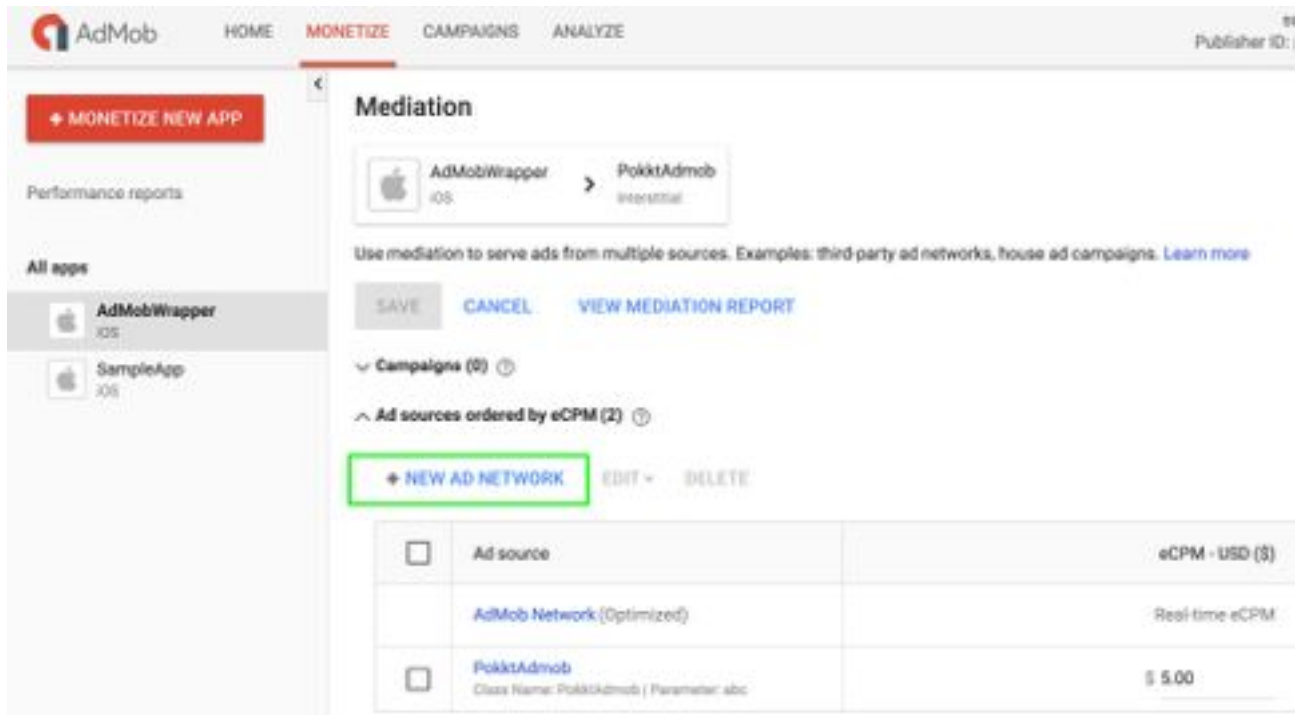 AdMob HOME MONETIZE CAMPAIGNS ANALYZE
Publisher ID:
+ MONETIZE NEW APP
Performance reports
All apps
AdMobWrapper
iOS
SampleApp
iOS
Mediation
AdMobWrapper > PokktAdmob
iOS Interstitial
Use mediation to serve ads from multiple sources. Examples: third-party ad networks, house ad campaigns. Learn more
SAVE CANCEL VIEW MEDIATION REPORT
Campaigns (0) ?
Ad sources ordered by eCPM (2) ?
+ NEW AD NETWORK EDIT DELETE
Ad source eCPM - USD ($)
AdMob Network (Optimized) Real-time eCPM
PokktAdmob $ 5.00
Class Name: PokktAdmob | Parameter: abc